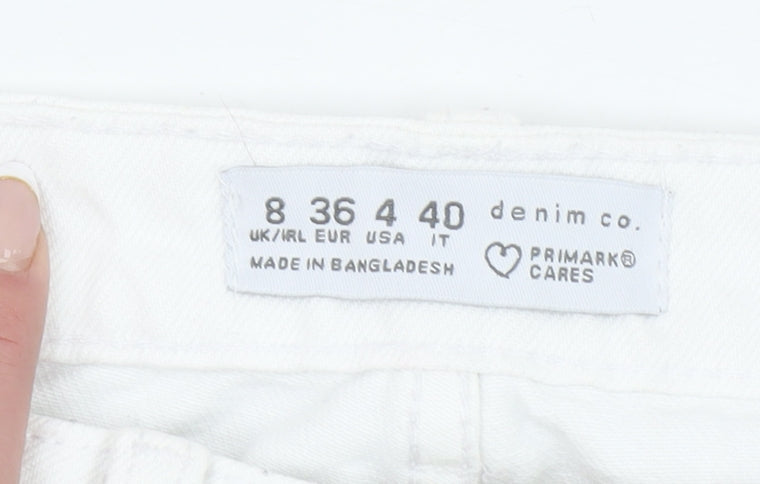 8 36 4 40
UK/IRL EUR USA IT
MADE IN BANGLADESH
denim co.
PRIMARK®
CARES